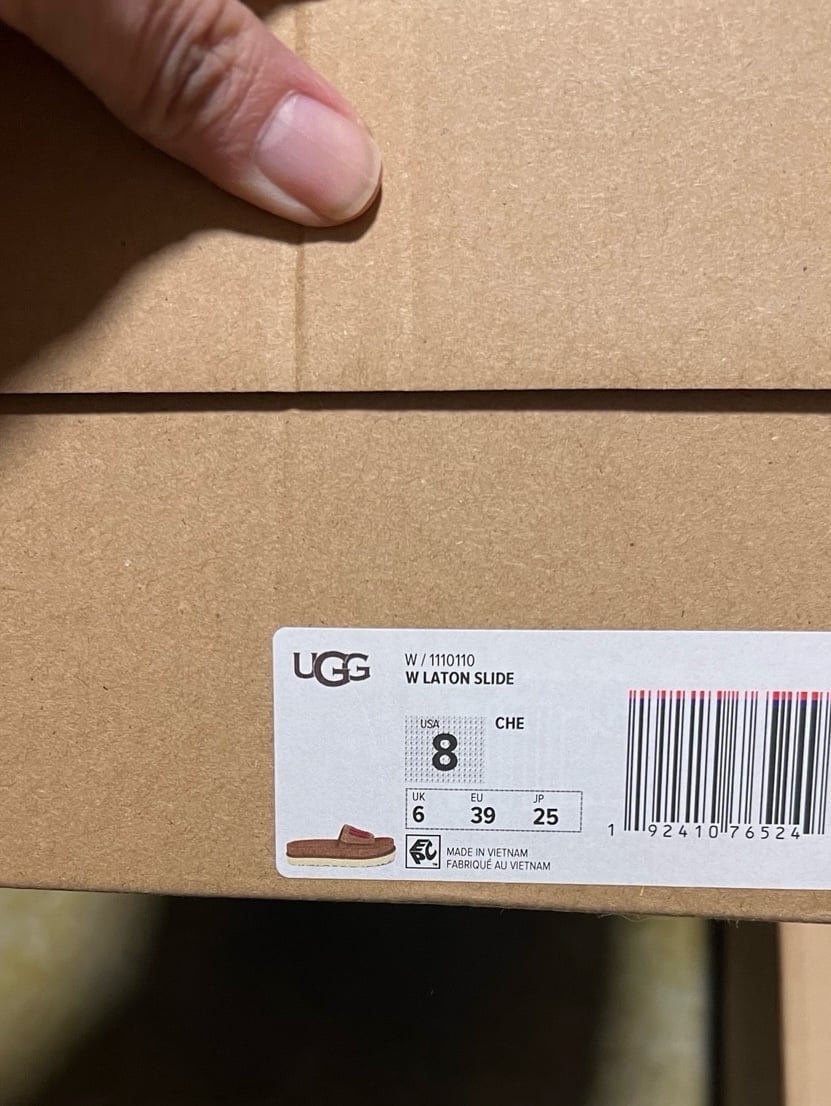 UGG
W / 1110110
W LATON SLIDE
USA
8
CHE
UK EU JP
6 39 25
MADE IN VIETNAM
FABRIQUÉ AU VIETNAM
1 92410 76524